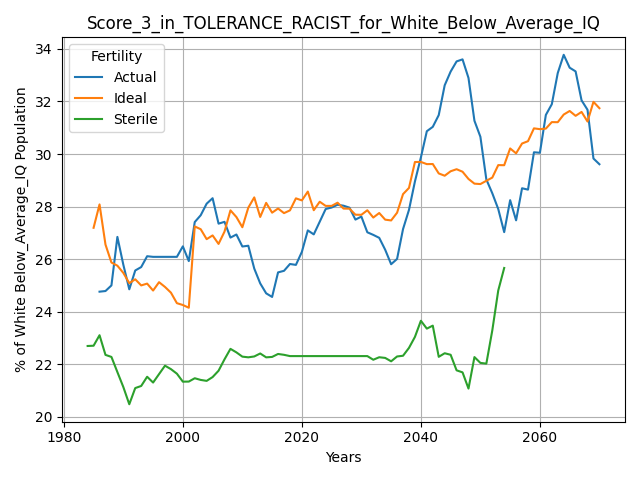 Score_3_in_TOLERANCE_RACIST_for_White_Below_Average_IQ
% of White Below_Average_IQ Population
34
32
30
28
26
24
22
20
Fertility
Actual
Ideal
Sterile
1980
2000
2020
2040
2060
Years